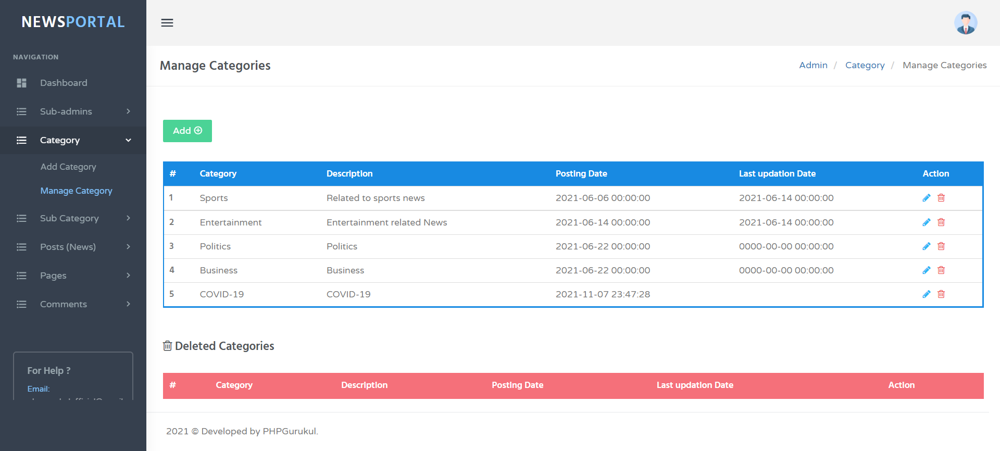 NEWSPORTAL
NAVIGATION
Dashboard
Sub-admins
Category
Add Category
Manage Category
Sub Category
Posts (News)
Pages
Comments
For Help ?
Email:
Manage Categories
Admin / Category / Manage Categories
Add
# Category Description Posting Date Last updation Date Action
1 Sports Related to sports news 2021-06-06 00:00:00 2021-06-14 00:00:00
2 Entertainment Entertainment related News 2021-06-14 00:00:00 2021-06-14 00:00:00
3 Politics Politics 2021-06-22 00:00:00 0000-00-00 00:00:00
4 Business Business 2021-06-22 00:00:00 0000-00-00 00:00:00
5 COVID-19 COVID-19 2021-11-07 23:47:28
Deleted Categories
# Category Description Posting Date Last updation Date Action
2021 © Developed by PHPGurukul.